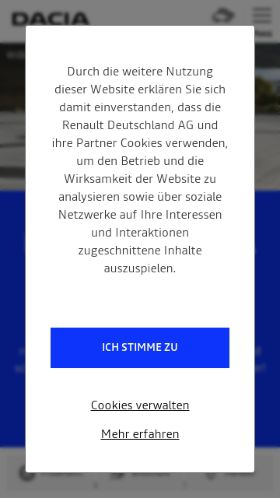 DACIA
Durch die weitere Nutzung
dieser Website erklären Sie sich
damit einverstanden, dass die
Renault Deutschland AG und
ihre Partner Cookies verwenden,
um den Betrieb und die
Wirksamkeit der Website zu
analysieren sowie über soziale
Netzwerke auf Ihre Interessen
und Interaktionen
zugeschnittene Inhalte
auszuspielen.
ICH STIMME ZU
Cookies verwalten
Mehr erfahren